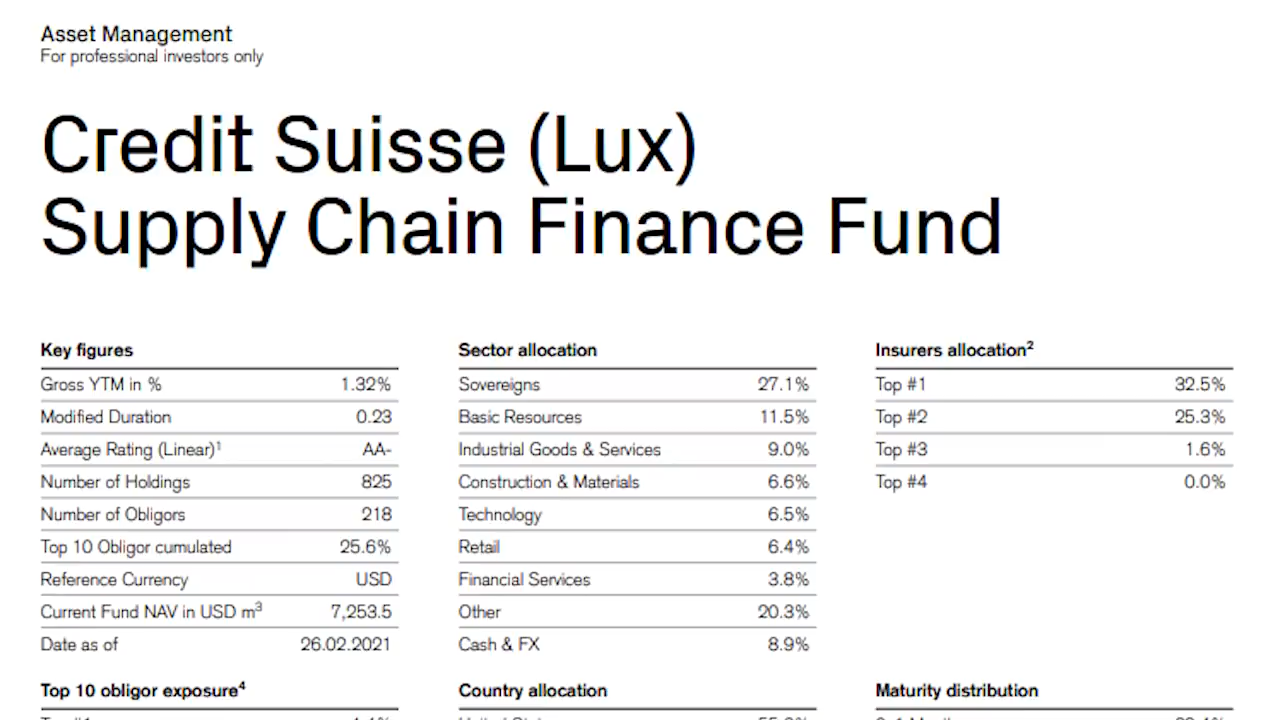 Asset Management
For professional investors only
Credit Suisse (Lux)
Supply Chain Finance Fund
Key figures
Gross YTM in % 1.32%
Modified Duration 0.23
Average Rating (Linear)¹ AA-
Number of Holdings 825
Number of Obligors 218
Top 10 Obligor cumulated 25.6%
Reference Currency USD
Current Fund NAV in USD m³ 7,253.5
Date as of 26.02.2021
Sector allocation
Sovereigns 27.1%
Basic Resources 11.5%
Industrial Goods & Services 9.0%
Construction & Materials 6.6%
Technology 6.5%
Retail 6.4%
Financial Services 3.8%
Other 20.3%
Cash & FX 8.9%
Insurers allocation²
Top #1 32.5%
Top #2 25.3%
Top #3 1.6%
Top #4 0.0%
Top 10 obligor exposure⁴
Country allocation
Maturity distribution